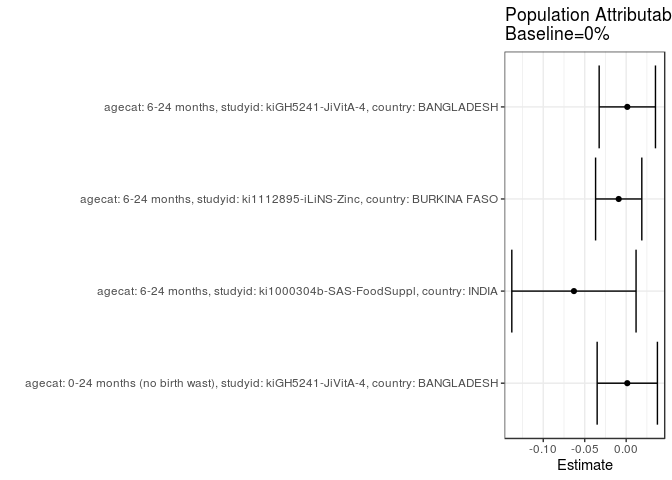 Population Attributab
Baseline=0%
agecat: 6-24 months, studyid: kiGH5241-JiVitA-4, country: BANGLADESH
agecat: 6-24 months, studyid: ki1112895-iLiNS-Zinc, country: BURKINA FASO
agecat: 6-24 months, studyid: ki1000304b-SAS-FoodSuppl, country: INDIA
agecat: 0-24 months (no birth wast), studyid: kiGH5241-JiVitA-4, country: BANGLADESH
-0.10 -0.05 0.00
Estimate